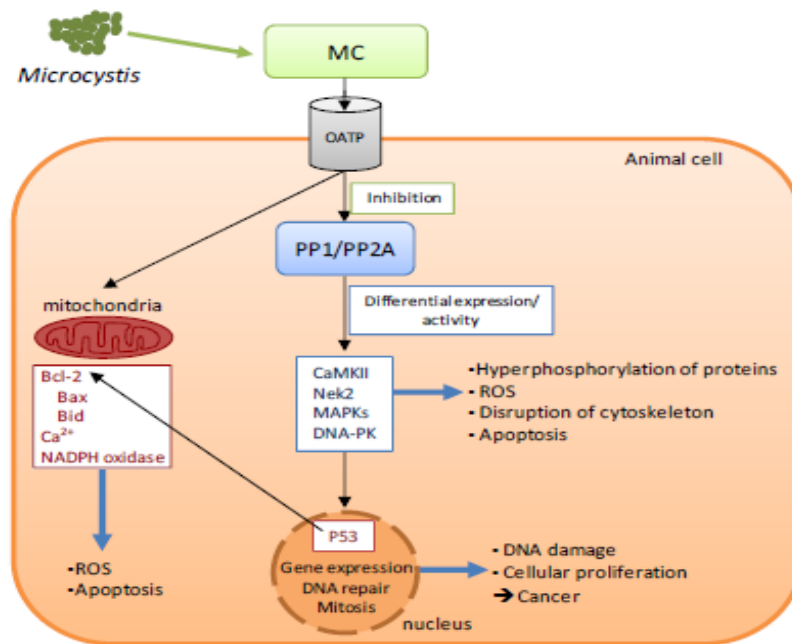 Microcystis
MC
OATP
Animal cell
Inhibition
PP1/PP2A
mitochondria
Differential expression/
activity
Bcl-2
Bax
Bid
Ca²⁺
NADPH oxidase
CaMKII
Nek2
MAPKs
DNA-PK
▪Hyperphosphorylation of proteins
▪ ROS
▪ Disruption of cytoskeleton
▪ Apoptosis
▪ROS
▪Apoptosis
P53
Gene expression
DNA repair
Mitosis
nucleus
▪ DNA damage
▪ Cellular proliferation
➔ Cancer